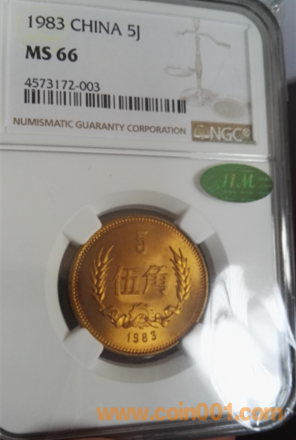 1983 CHINA 5J
MS 66
4573172-003
NUMISMATIC GUARANTY CORPORATION
NGC
5
伍角
1983
www.coin001.com